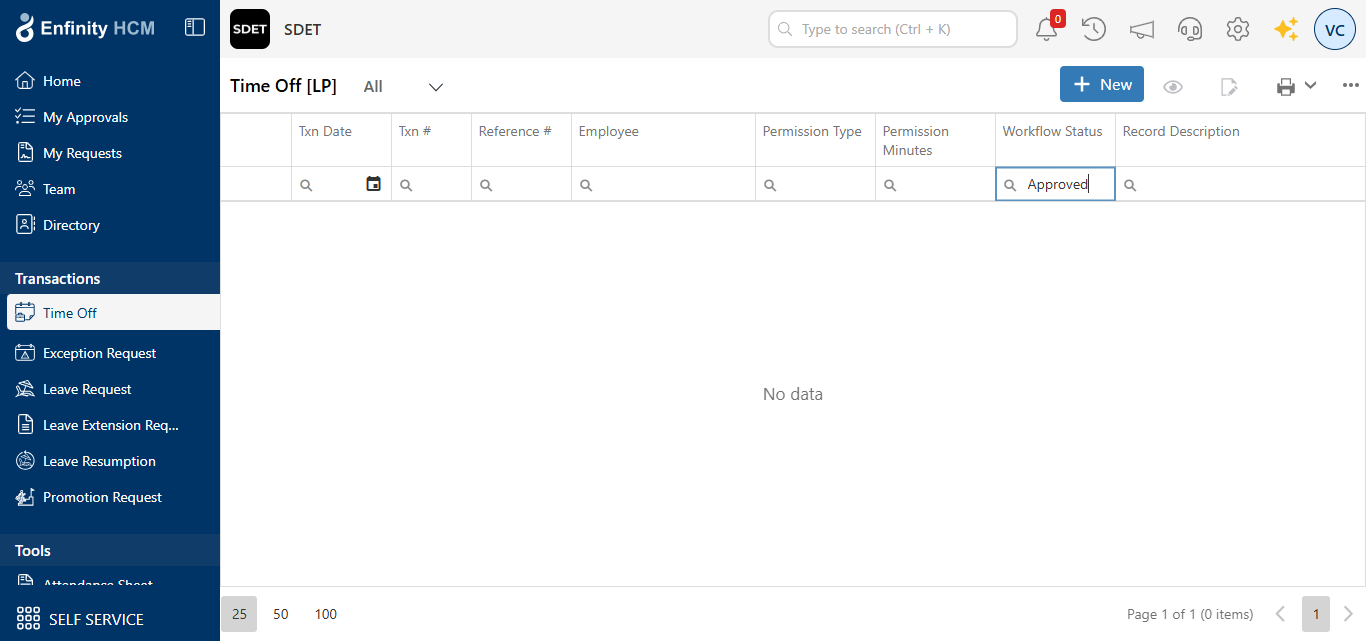 Enfinity HCM
SDET
SDET
Type to search (Ctrl + K)
0
VC
Home
My Approvals
My Requests
Team
Directory
Transactions
Time Off
Exception Request
Leave Request
Leave Extension Req...
Leave Resumption
Promotion Request
Tools
Attendance Sheet
SELF SERVICE
Time Off [LP]
All
New
Txn Date
Txn #
Reference #
Employee
Permission Type
Permission
Minutes
Workflow Status
Record Description
Approved
No data
25
50
100
Page 1 of 1 (0 items)
1